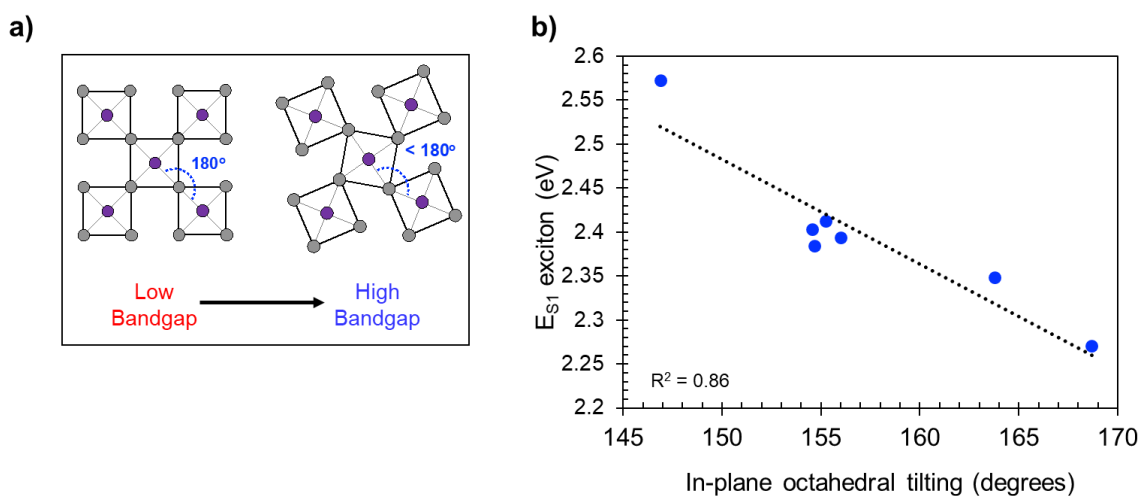 a)
180°
< 180°
Low
Bandgap
High
Bandgap
b)
E_S1 exciton (eV)
2.6
2.55
2.5
2.45
2.4
2.35
2.3
2.25
2.2
R² = 0.86
145
150
155
160
165
170
In-plane octahedral tilting (degrees)